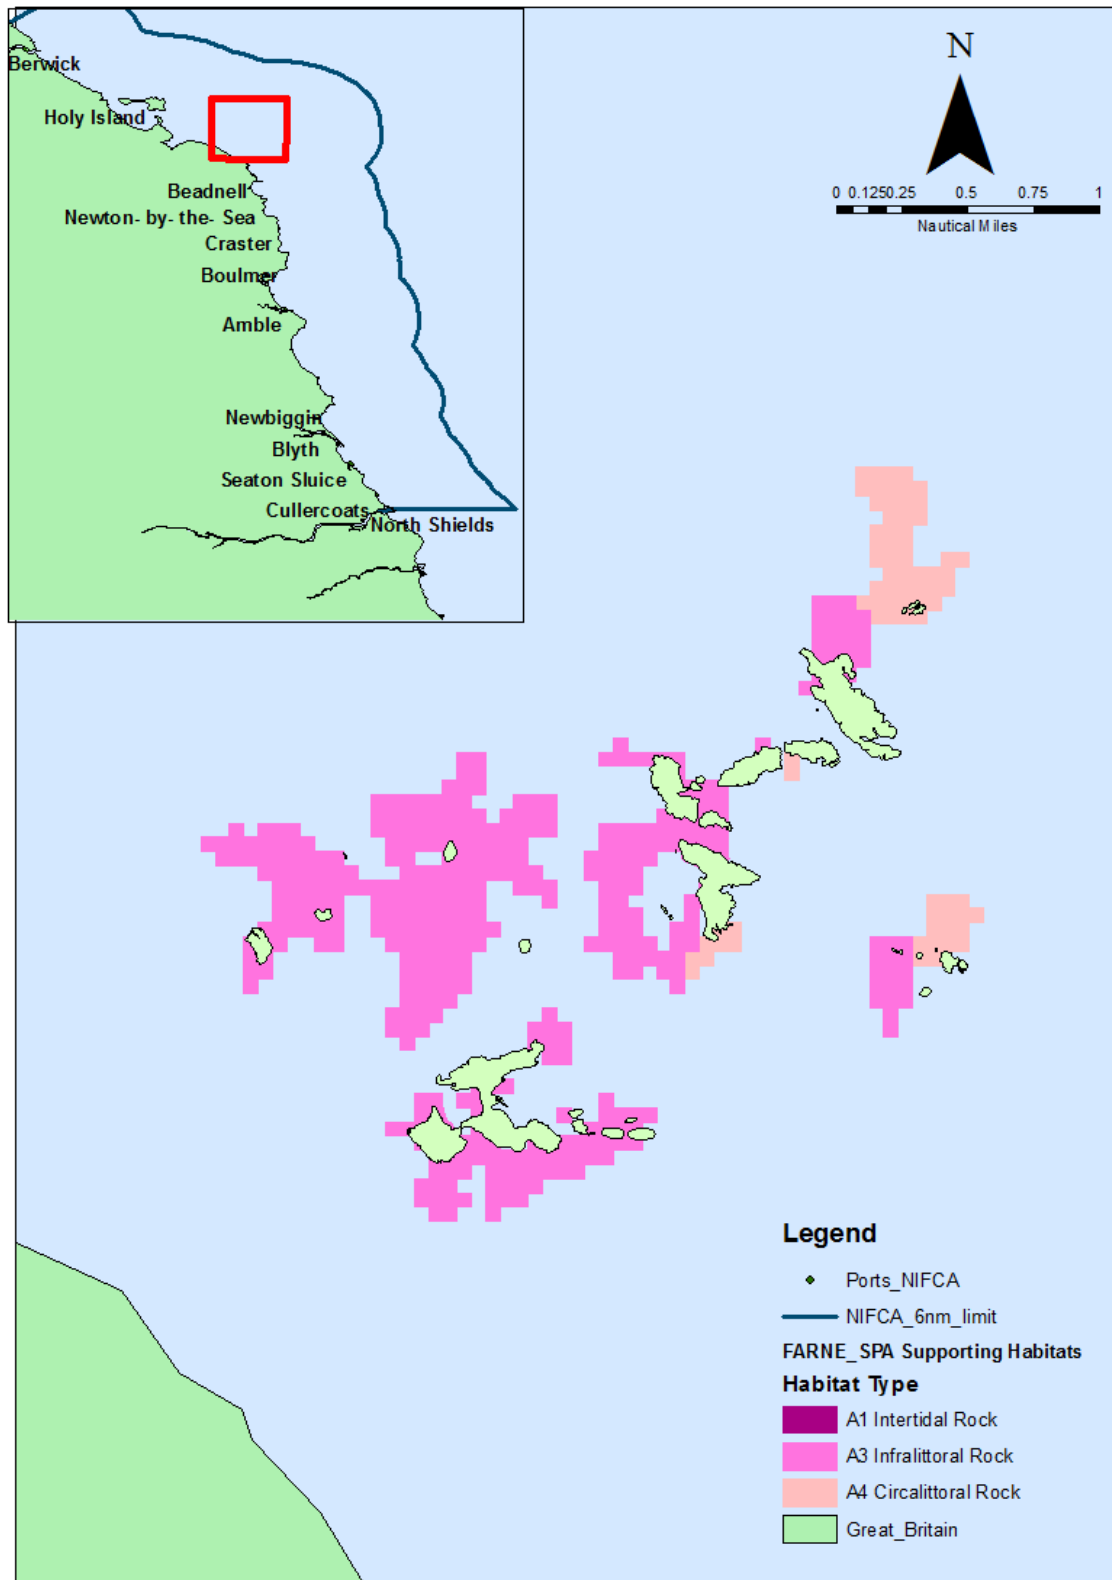 Berwick
Holy Island
Beadnell
Newton- by- the- Sea
Craster
Boulmer
Amble
Newbiggin
Blyth
Seaton Sluice
Cullercoats
North Shields
N
0 0.1250.25 0.5 0.75 1
Nautical Miles
Legend
Ports_NIFCA
NIFCA_6nm_limit
FARNE_SPA Supporting Habitats
Habitat Type
A1 Intertidal Rock
A3 Infralittoral Rock
A4 Circalittoral Rock
Great_Britain